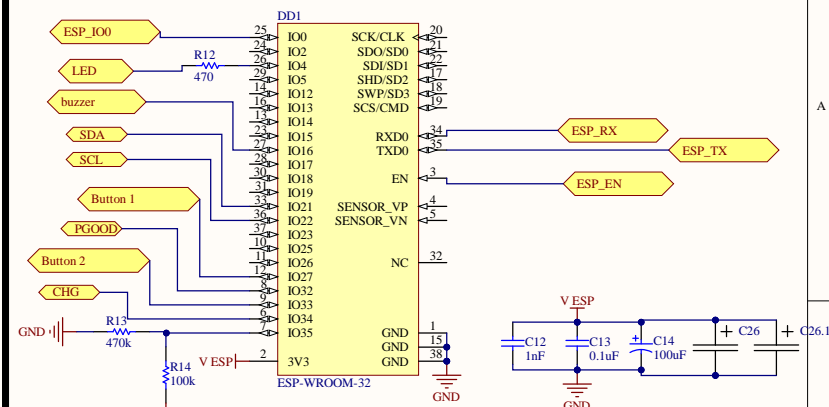 DD1
ESP_IO0 25 IO0 SCK/CLK 20
24 IO2 SDO/SD0 21
LED R12 470 26 IO4 SDI/SD1 22
29 IO5 SHD/SD2 17
14 IO12 SWP/SD3 18
buzzer 16 IO13 SCS/CMD 19
13 IO14
SDA 23 IO15 RXD0 34 ESP_RX
27 IO16 TXD0 35 ESP_TX
SCL 28 IO17
30 IO18 EN 3 ESP_EN
31 IO19
Button 1 33 IO21 SENSOR_VP 4
36 IO22 SENSOR_VN 5
PGOOD 37 IO23
10 IO25
Button 2 11 IO26 NC 32
12 IO27
8 IO32
CHG 9 IO33
6 IO34
GND R13 470k 7 IO35
GND 1
GND 15
R14 100k V ESP 2 3V3 GND 38
ESP-WROOM-32
GND
V ESP
C12 1nF
C13 0.1uF
C14 100uF
C26
C26.1
GND
A